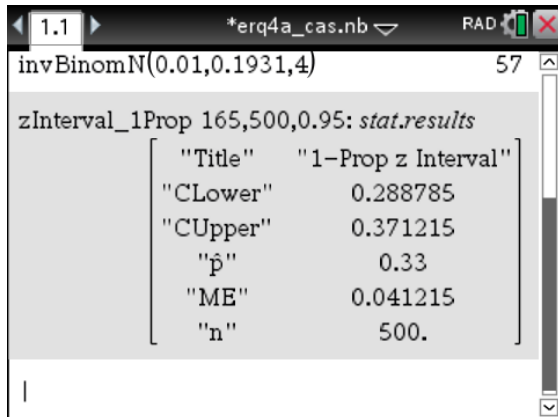 1.1 *erq4a_cas.nb RAD
invBinomN(0.01,0.1931,4) 57
zInterval_1Prop 165,500,0.95: stat.results
"Title" "1−Prop z Interval"
"CLower" 0.288785
"CUpper" 0.371215
"p̂" 0.33
"ME" 0.041215
"n" 500.